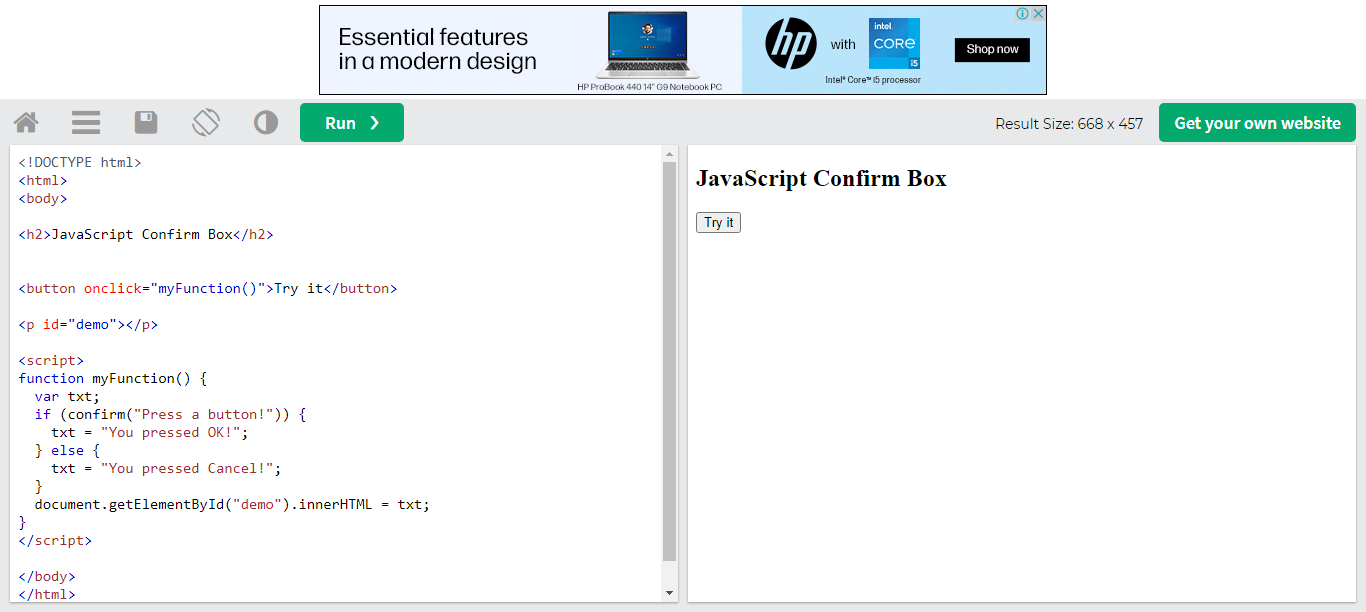 Essential features
in a modern design
HP ProBook 440 14" G9 Notebook PC
hp
with
intel.
CORE
i5
Intel® Core™ i5 processor
Shop now
Run ❯
Result Size: 668 x 457
Get your own website
<!DOCTYPE html>
<html>
<body>
<h2>JavaScript Confirm Box</h2>
<button onclick="myFunction()">Try it</button>
<p id="demo"></p>
<script>
function myFunction() {
  var txt;
  if (confirm("Press a button!")) {
    txt = "You pressed OK!";
  } else {
    txt = "You pressed Cancel!";
  }
  document.getElementById("demo").innerHTML = txt;
}
</script>
</body>
</html>
JavaScript Confirm Box
Try it